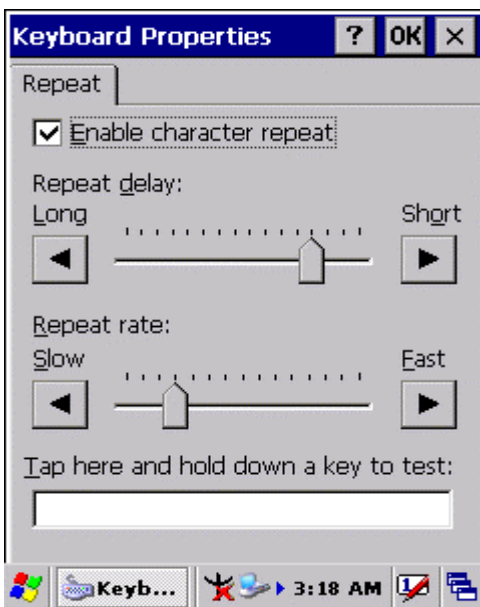 Keyboard Properties ? OK ×
Repeat
Enable character repeat
Repeat delay:
Long Short
Repeat rate:
Slow Fast
Tap here and hold down a key to test:
Keyb... 3:18 AM